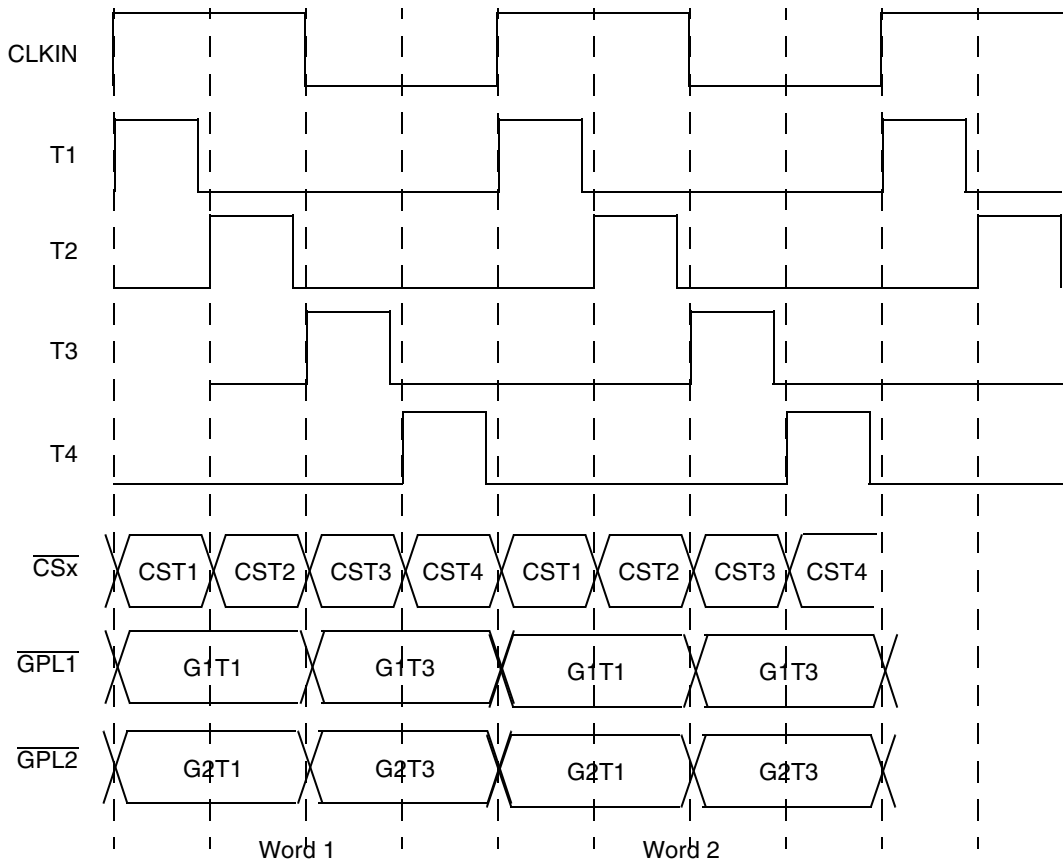 CLKIN
T1
T2
T3
T4
CSx CST1 CST2 CST3 CST4 CST1 CST2 CST3 CST4
GPL1 G1T1 G1T3 G1T1 G1T3
GPL2 G2T1 G2T3 G2T1 G2T3
Word 1 Word 2